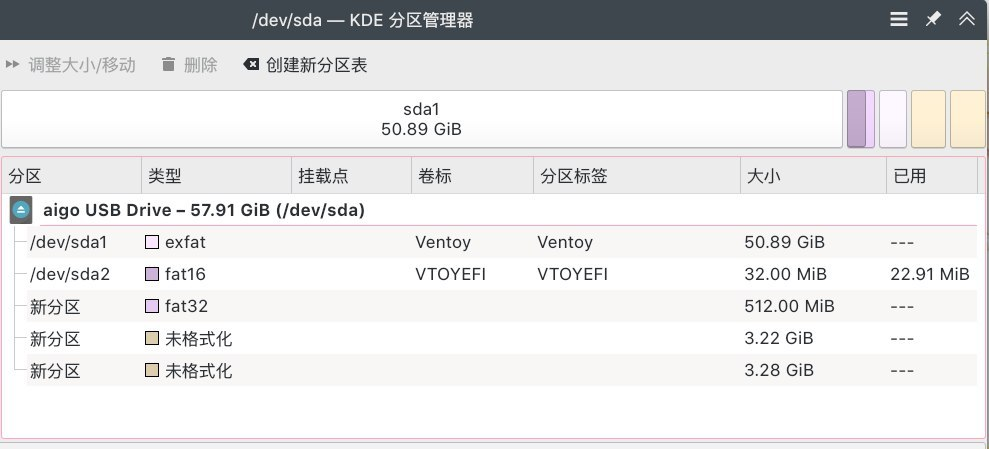 /dev/sda — KDE 分区管理器
调整大小/移动 删除 创建新分区表
sda1
50.89 GiB
分区 类型 挂载点 卷标 分区标签 大小 已用
aigo USB Drive – 57.91 GiB (/dev/sda)
/dev/sda1 exfat Ventoy Ventoy 50.89 GiB ---
/dev/sda2 fat16 VTOYEFI VTOYEFI 32.00 MiB 22.91 MiB
新分区 fat32 512.00 MiB ---
新分区 未格式化 3.22 GiB ---
新分区 未格式化 3.28 GiB ---